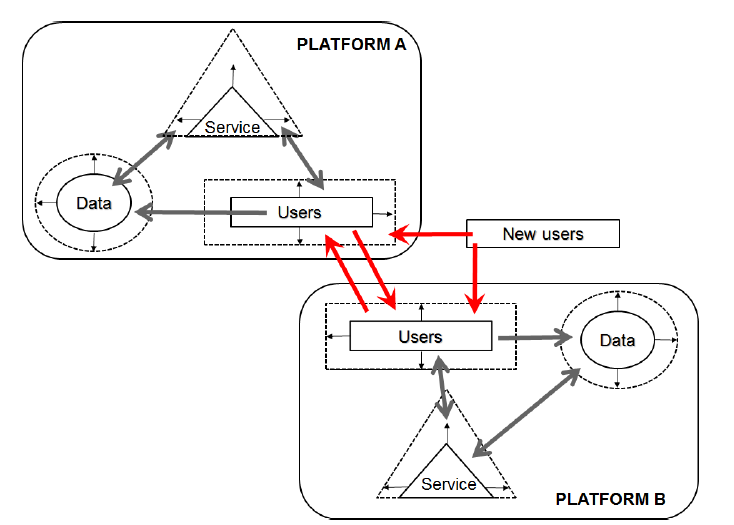 PLATFORM A
Service
Data
Users
New users
Users
Data
Service
PLATFORM B